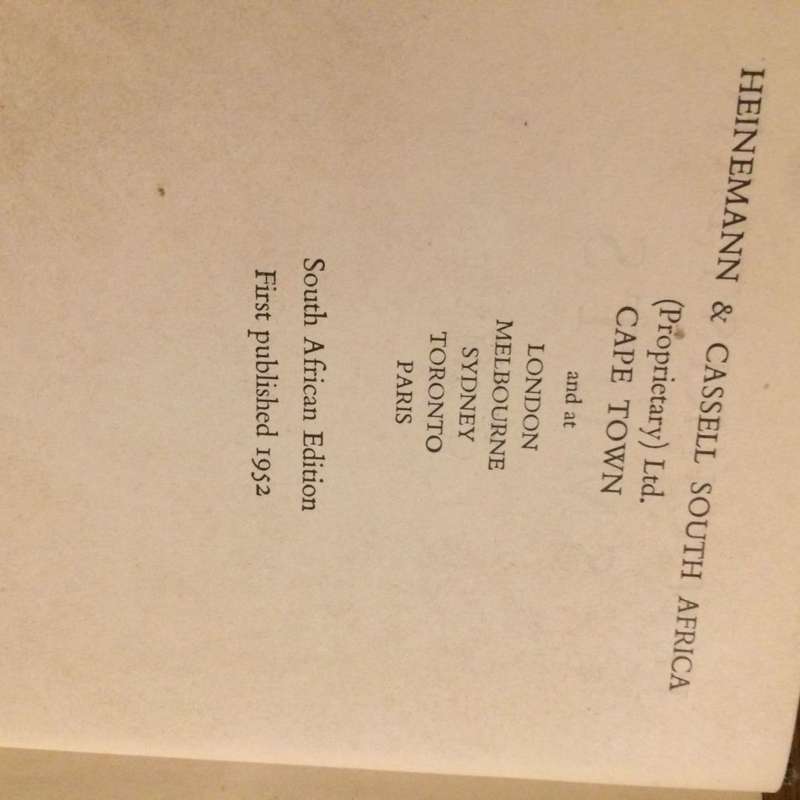 HEINEMANN & CASSELL SOUTH AFRICA
(Proprietary) Ltd.
CAPE TOWN
and at
LONDON
MELBOURNE
SYDNEY
TORONTO
PARIS
South African Edition
First published 1952